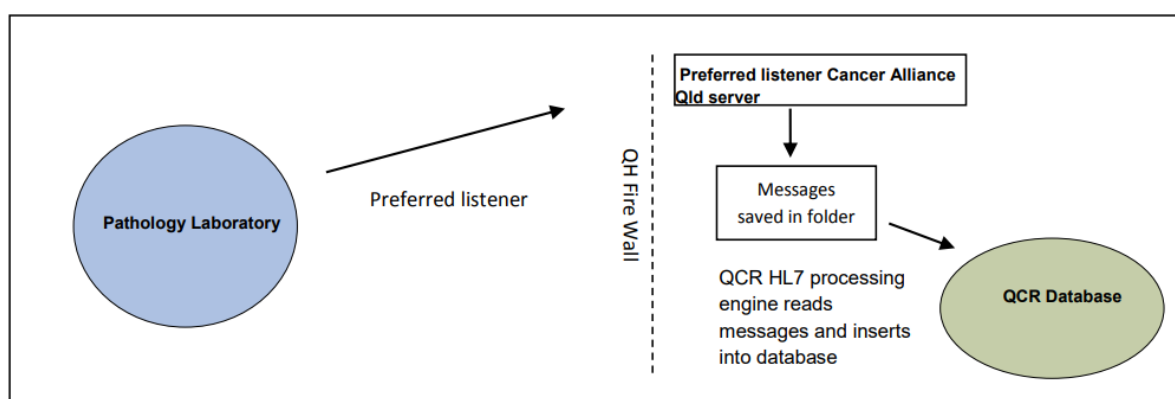 Pathology Laboratory
Preferred listener
QH Fire Wall
Preferred listener Cancer Alliance
Qld server
Messages
saved in folder
QCR HL7 processing
engine reads
messages and inserts
into database
QCR Database